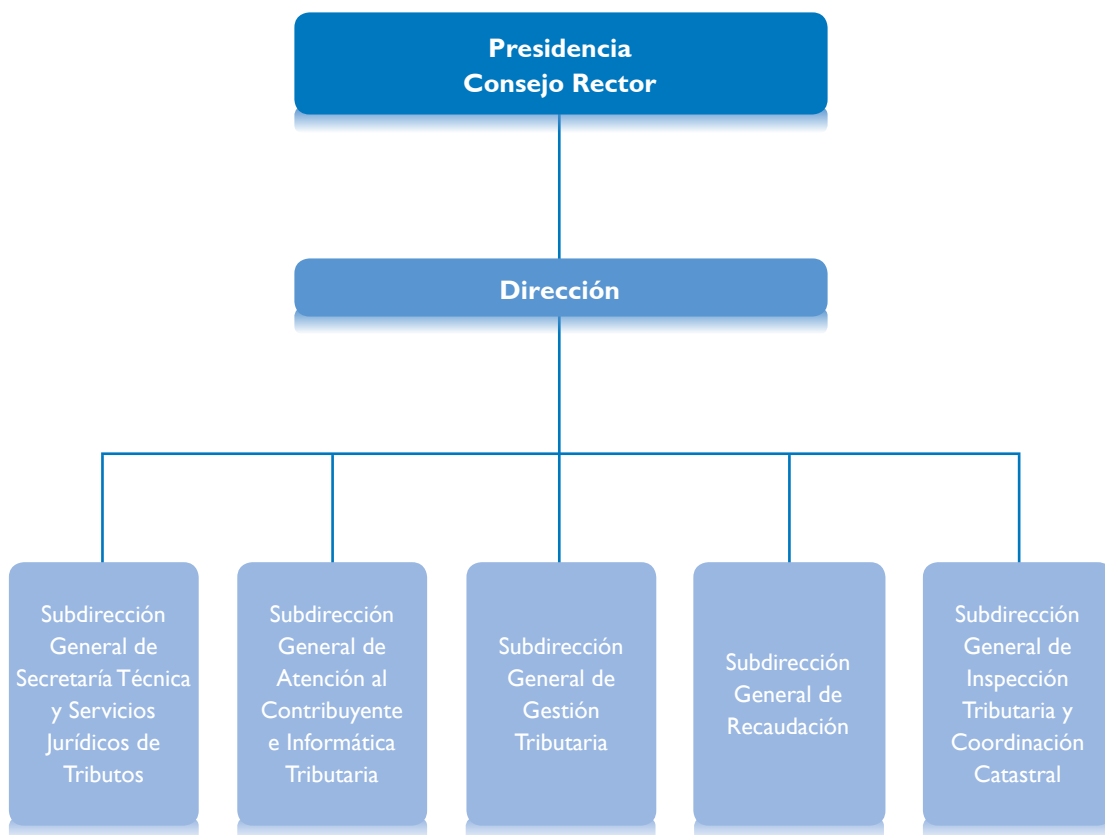 Presidencia
Consejo Rector
Dirección
Subdirección
General de
Secretaría Técnica
y Servicios
Jurídicos de
Tributos
Subdirección
General de
Atención al
Contribuyente
e Informática
Tributaria
Subdirección
General de
Gestión
Tributaria
Subdirección
General de
Recaudación
Subdirección
General de
Inspección
Tributaria y
Coordinación
Catastral